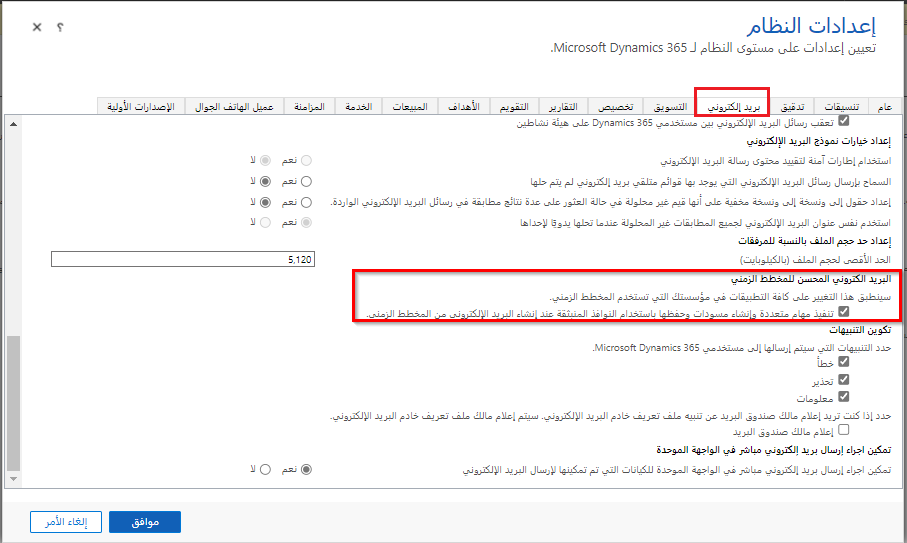 إعدادات النظام
تعيين إعدادات على مستوى النظام لـ Microsoft Dynamics 365.
عام
تنسيقات
تدقيق
بريد إلكتروني
التسويق
تخصيص
التقارير
التقويم
الأهداف
المبيعات
الخدمة
المزامنة
عميل الهاتف الجوال
الإصدارات الأولية
تعقب رسائل البريد الإلكتروني بين مستخدمي Dynamics 365 على هيئة نشاطين
إعداد خيارات نموذج البريد الإلكتروني
استخدام إطارات آمنة لتقييد محتوى رسالة البريد الإلكتروني نعم لا
السماح بإرسال رسائل البريد الإلكتروني التي يوجد بها قوائم متلقي بريد إلكتروني لم يتم حلها نعم لا
إعداد حقول إلى ونسخة إلى ونسخة مخفية على أنها قيم غير محلولة في حالة العثور على عدة نتائج مطابقة في رسائل البريد الإلكتروني الواردة. نعم لا
استخدم نفس عنوان البريد الإلكتروني لجميع المطابقات غير المحلولة عندما تحلها يدويًا لإحداها نعم لا
إعداد حد حجم الملف بالنسبة للمرفقات
الحد الأقصى لحجم الملف (بالكيلوبايت) 5,120
البريد الكتروني المحسن للمخطط الزمني
سينطبق هذا التغيير على كافة التطبيقات في مؤسستك التي تستخدم المخطط الزمني.
تنفيذ مهام متعددة وإنشاء مسودات وحفظها باستخدام النوافذ المنبثقة عند إنشاء البريد الإلكتروني من المخطط الزمني.
تكوين التنبيهات
حدد التنبيهات التي سيتم إرسالها إلى مستخدمي Microsoft Dynamics 365.
خطأ
تحذير
معلومات
حدد إذا كنت تريد إعلام مالك صندوق البريد عن تنبيه ملف تعريف خادم البريد الإلكتروني. سيتم إعلام مالك ملف تعريف خادم البريد الإلكتروني.
إعلام مالك صندوق البريد
تمكين اجراء إرسال بريد إلكتروني مباشر في الواجهة الموحدة
تمكين اجراء إرسال بريد إلكتروني مباشر في الواجهة الموحدة للكيانات التي تم تمكينها لإرسال البريد الإلكتروني نعم لا
موافق
إلغاء الأمر